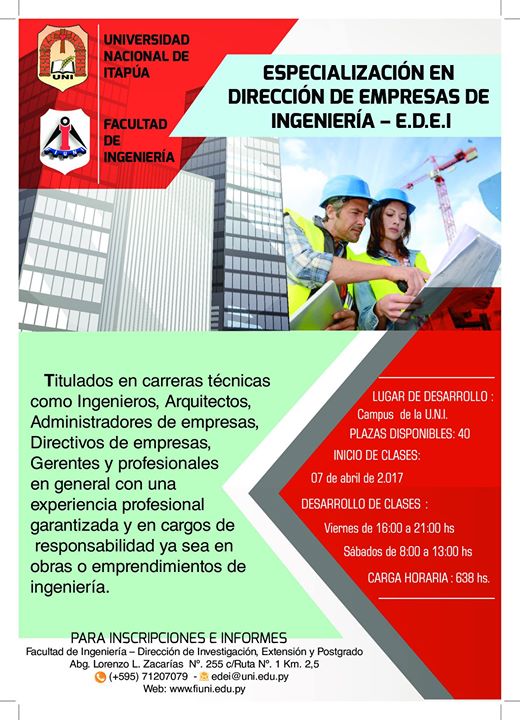 UNIVERSIDAD
NACIONAL DE
ITAPÚA
UNI
FACULTAD
DE
INGENIERÍA
ESPECIALIZACIÓN EN
DIRECCIÓN DE EMPRESAS DE
INGENIERÍA – E.D.E.I
Titulados en carreras técnicas
como Ingenieros, Arquitectos,
Administradores de empresas,
Directivos de empresas,
Gerentes y profesionales
en general con una
experiencia profesional
garantizada y en cargos de
responsabilidad ya sea en
obras o emprendimientos de
ingeniería.
LUGAR DE DESARROLLO :
Campus de la U.N.I.
PLAZAS DISPONIBLES: 40
INICIO DE CLASES:
07 de abril de 2.017
DESARROLLO DE CLASES :
Viernes de 16:00 a 21:00 hs
Sábados de 8:00 a 13:00 hs
CARGA HORARIA : 638 hs.
PARA INSCRIPCIONES E INFORMES
Facultad de Ingeniería – Dirección de Investigación, Extensión y Postgrado
Abg. Lorenzo L. Zacarías Nº. 255 c/Ruta Nº. 1 Km. 2,5
(+595) 71207079 - edei@uni.edu.py
Web: www.fiuni.edu.py